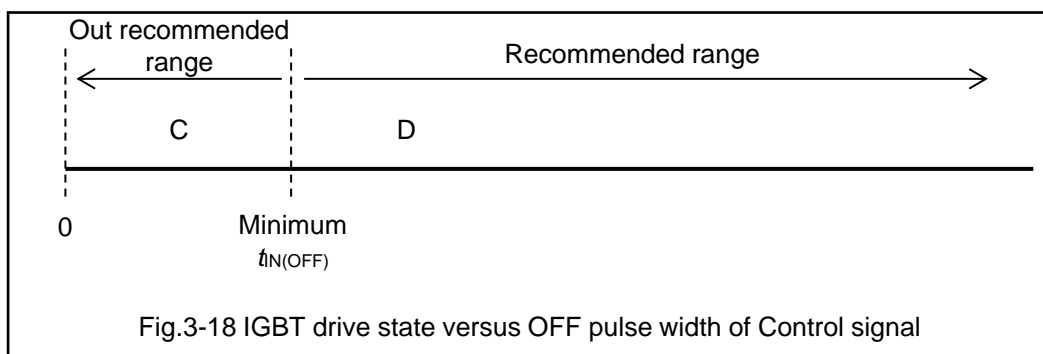 Out recommended
range
Recommended range
C
D
0
Minimum
tIN(OFF)
Fig.3-18 IGBT drive state versus OFF pulse width of Control signal